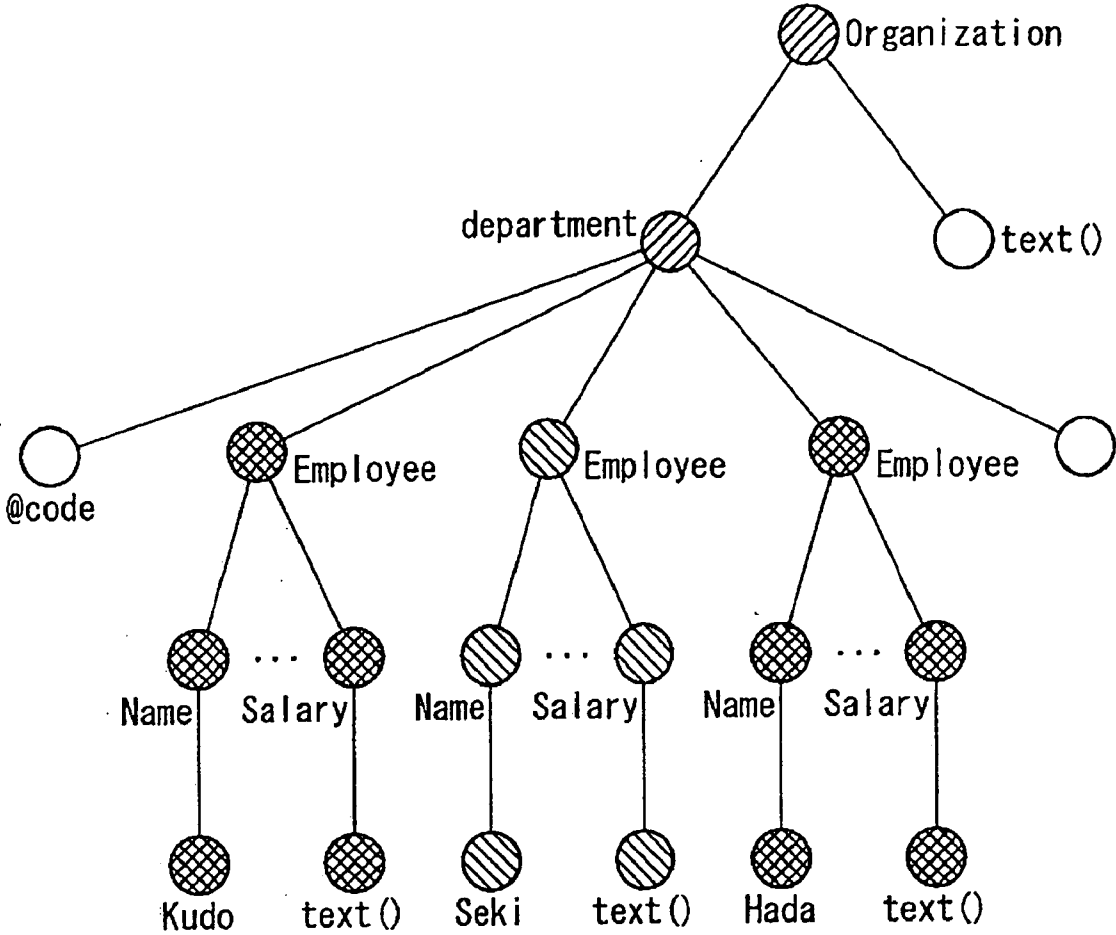 Organization
department
text()
Employee
Employee
Employee
@code
... ... ...
Name
Salary
Name
Salary
Name
Salary
Kudo
text()
Seki
text()
Hada
text()